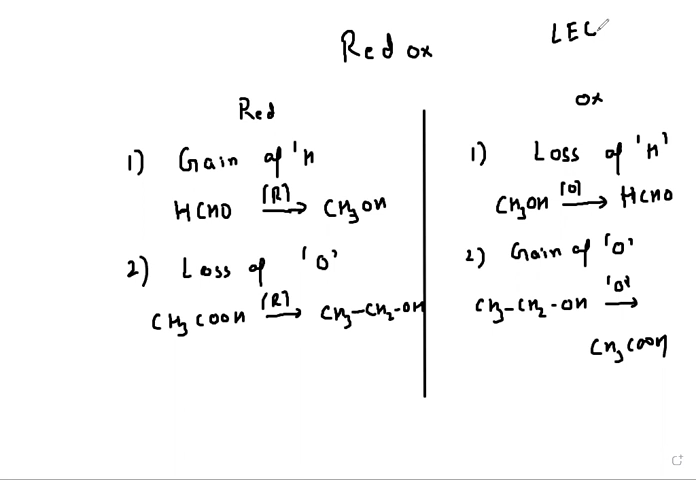 Redox
LEC
Red
1) Gain of 'H
HCHO [R]→ CH3OH
2) Loss of 'O'
CH3COOH [R]→ CH3-CH2-OH
Ox
1) Loss of 'H'
CH3OH [O]→ HCHO
2) Gain of 'O'
CH3-CH2-OH 'O'→
CH3COOH